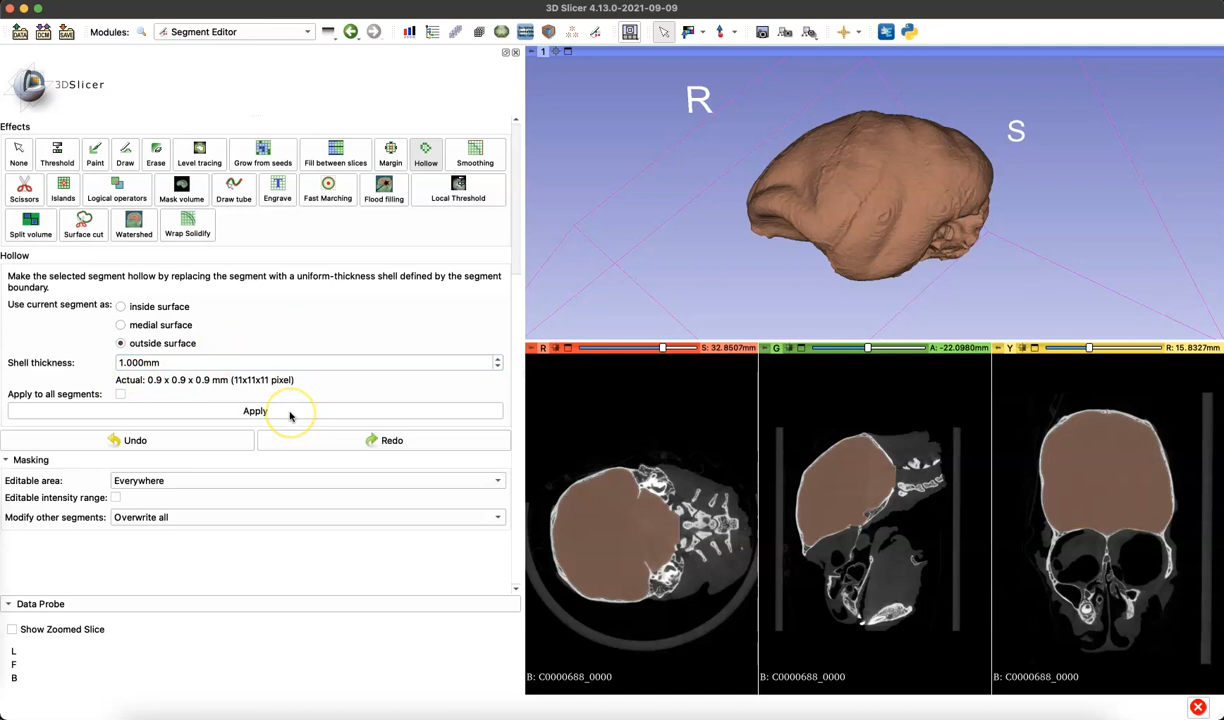 3D Slicer 4.13.0-2021-09-09
DATA
DCM
SAVE
Modules:
Segment Editor
3DSlicer
Effects
None
Threshold
Paint
Draw
Erase
Level tracing
Grow from seeds
Fill between slices
Margin
Hollow
Smoothing
Scissors
Islands
Logical operators
Mask volume
Draw tube
Engrave
Fast Marching
Flood filling
Local Threshold
Split volume
Surface cut
Watershed
Wrap Solidify
Hollow
Make the selected segment hollow by replacing the segment with a uniform-thickness shell defined by the segment
boundary.
Use current segment as:
inside surface
medial surface
outside surface
Shell thickness:
1.000mm
Actual: 0.9 x 0.9 x 0.9 mm (11x11x11 pixel)
Apply to all segments:
Apply
Undo
Redo
Masking
Editable area:
Everywhere
Editable intensity range:
Modify other segments:
Overwrite all
Data Probe
Show Zoomed Slice
L
F
B
1
R
S
R
S: 32.8507mm
G
A: -22.0980mm
Y
R: 15.8327mm
B: C0000688_0000
B: C0000688_0000
B: C0000688_0000